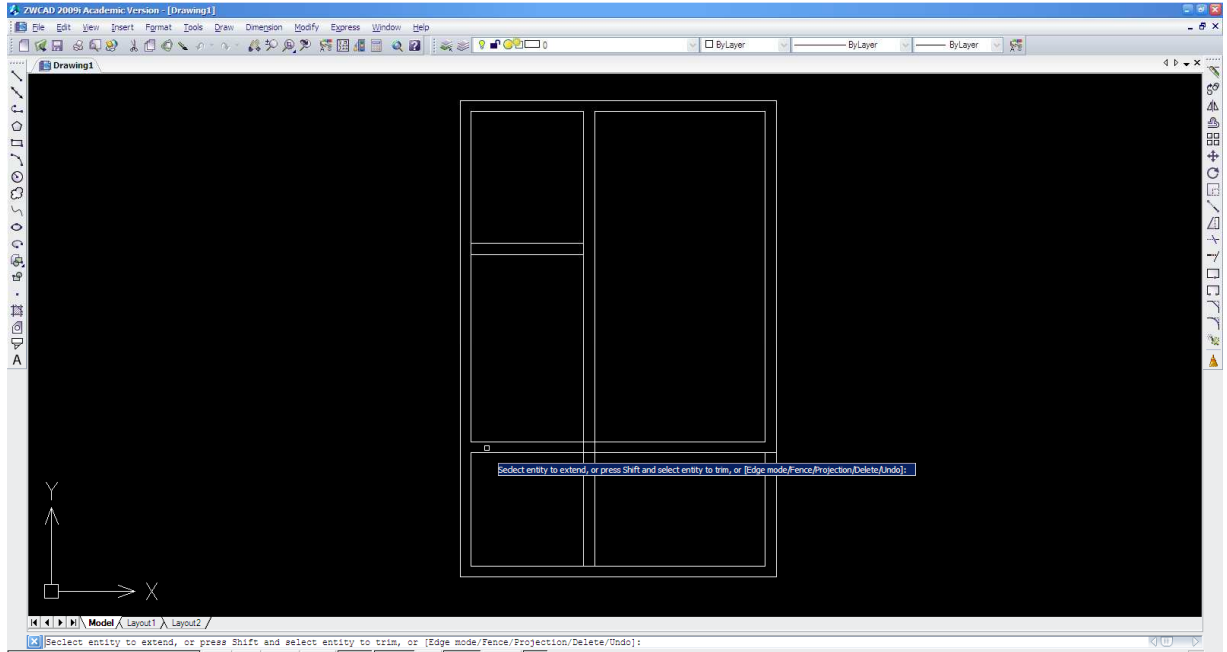 ZWCAD 2009i Academic Version - [Drawing1]
File Edit View Insert Format Tools Draw Dimension Modify Express Window Help
0 ByLayer ByLayer ByLayer
Drawing1
Seclect entity to extend, or press Shift and select entity to trim, or [Edge mode/Fence/Projection/Delete/Undo]:
Y
X
A
Model Layout1 Layout2
Seclect entity to extend, or press Shift and select entity to trim, or [Edge mode/Fence/Projection/Delete/Undo]: